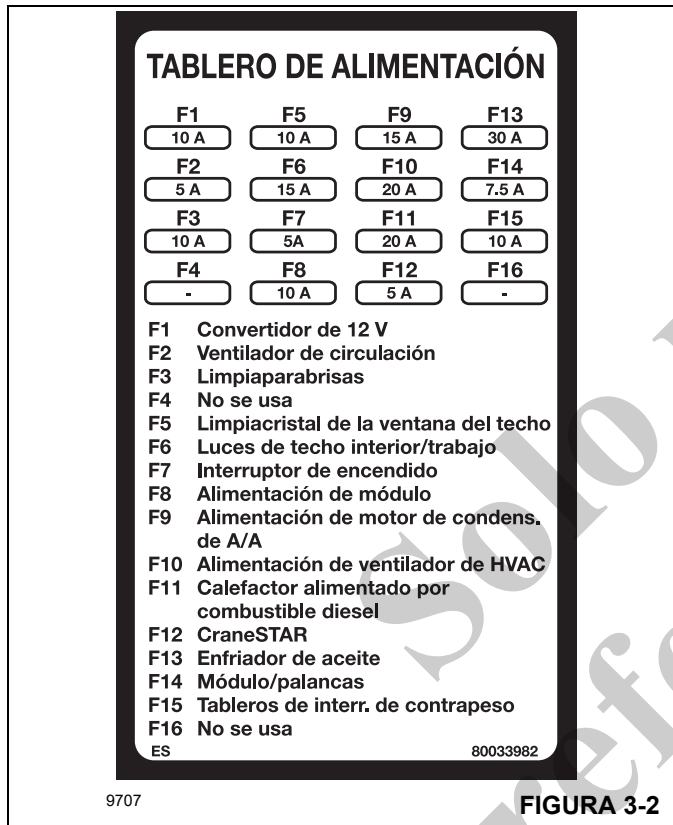 TABLERO DE ALIMENTACIÓN
F1 F5 F9 F13
10 A 10 A 15 A 30 A
F2 F6 F10 F14
5 A 15 A 20 A 7.5 A
F3 F7 F11 F15
10 A 5A 20 A 10 A
F4 F8 F12 F16
- 10 A 5 A -
F1 Convertidor de 12 V
F2 Ventilador de circulación
F3 Limpiaparabrisas
F4 No se usa
F5 Limpiacristal de la ventana del techo
F6 Luces de techo interior/trabajo
F7 Interruptor de encendido
F8 Alimentación de módulo
F9 Alimentación de motor de condens.
de A/A
F10 Alimentación de ventilador de HVAC
F11 Calefactor alimentado por
combustible diesel
F12 CraneSTAR
F13 Enfriador de aceite
F14 Módulo/palancas
F15 Tableros de interr. de contrapeso
F16 No se usa
ES 80033982
9707 FIGURA 3-2
Solo